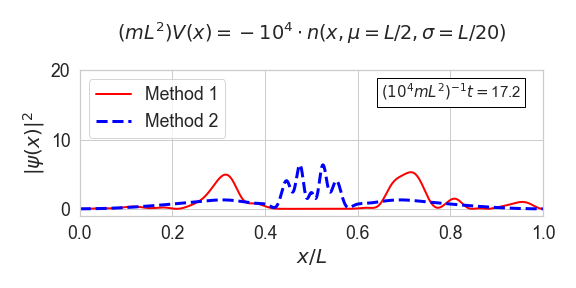 (mL²)V(x) = −10⁴ · n(x, μ = L/2, σ = L/20)
20
10
0
|ψ(x)|²
Method 1
Method 2
(10⁴mL²)⁻¹t = 17.2
0.0 0.2 0.4 0.6 0.8 1.0
x/L